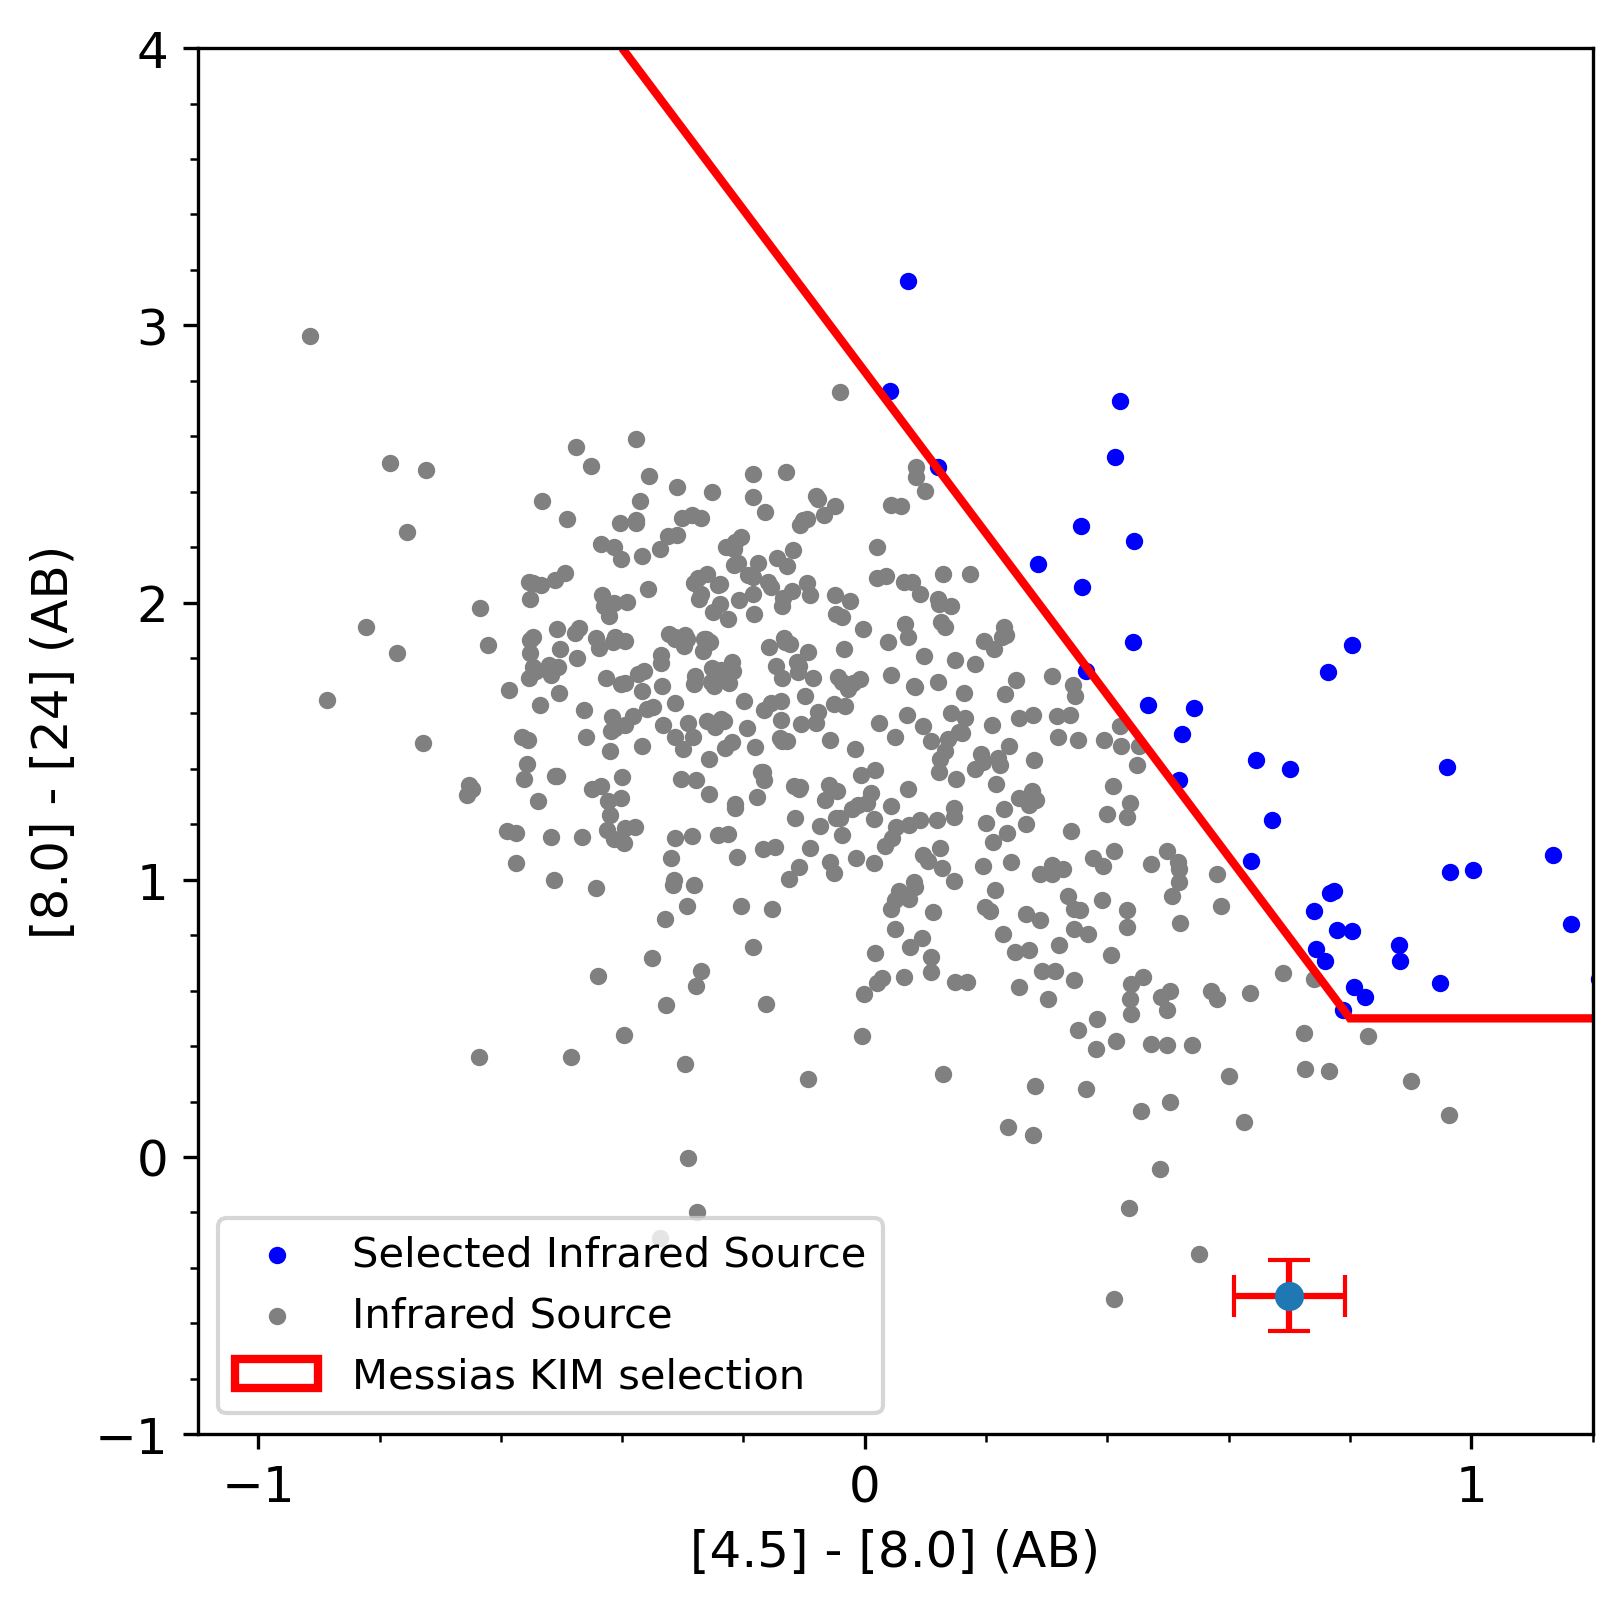 4
3
2
1
0
−1
[8.0] - [24] (AB)
Selected Infrared Source
Infrared Source
Messias KIM selection
−1 0 1
[4.5] - [8.0] (AB)